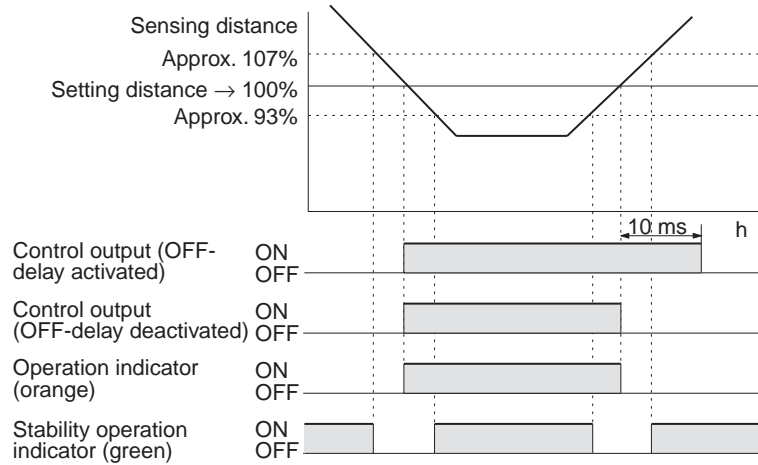 Sensing distance
Approx. 107%
Setting distance → 100%
Approx. 93%
10 ms
h
Control output (OFF-
delay activated)
ON
OFF
Control output
(OFF-delay deactivated)
ON
OFF
Operation indicator
(orange)
ON
OFF
Stability operation
indicator (green)
ON
OFF